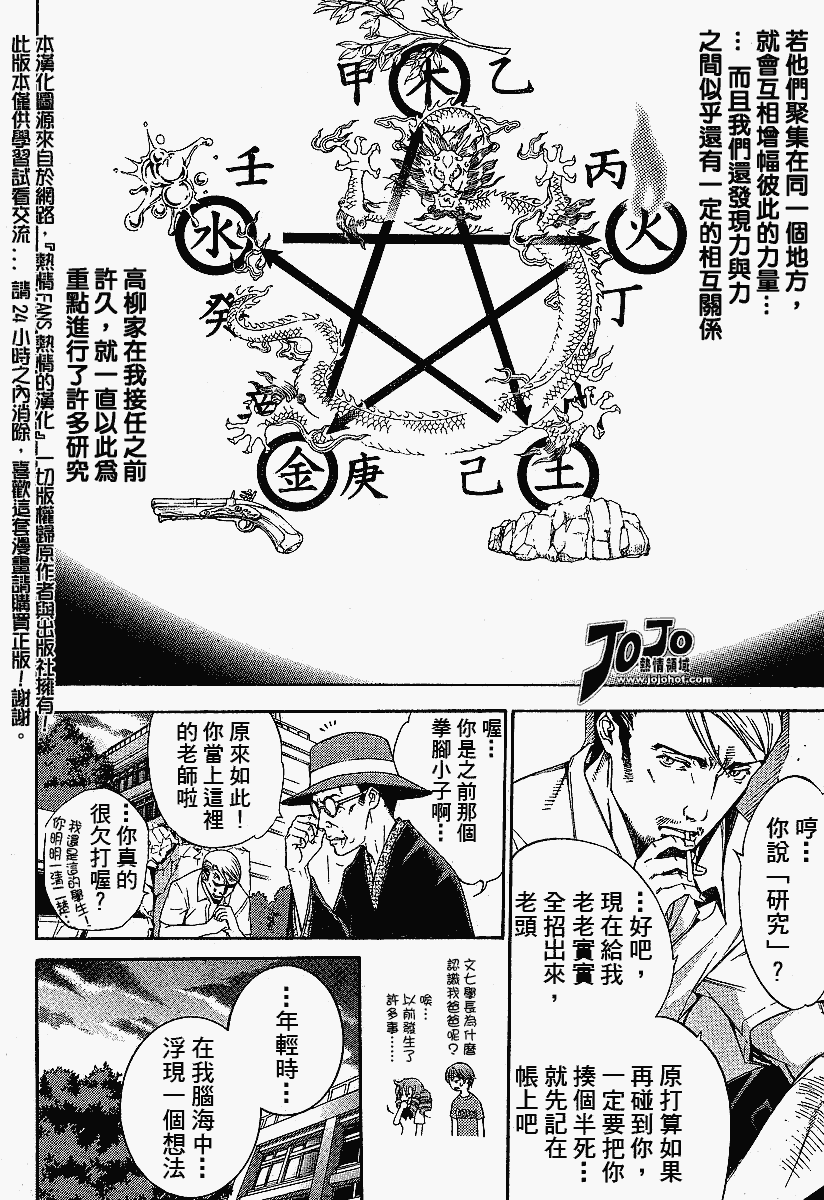 若他們聚集在同一個地方，
就會互相增幅彼此的力量…
… 而且我們還發現力與力
之間似乎還有一定的相互關係
甲
木
乙
丙
火
丁
土
己
庚
金
辛
癸
水
壬
高柳家在我接任之前
許久，就一直以此為
重點進行了許多研究
本漢化圖源來自於網路，『熱情FANS 熱情的漢化』一切版權歸原作者與出版社擁有！
此版本僅供學習試看交流… 請 24 小時之內消除，喜歡這套漫畫請購買正版！謝謝。
JOJO
熱情領域
www.jojohot.com
哼…
你說「研究」？
…好吧，
現在給我
老老實實
全招出來，
老頭
原打算如果
再碰到你，
一定要把你
揍個半死…
就先記在
帳上吧
喔…
你是之前那個
拳腳小子啊…
原來如此！
你當上這裡
的老師啦
…你真的
很欠打喔？
我還是這的學生！
文七學長為什麼
認識我爸爸呢？
唉…
以前發生了
許多事…
…年輕時…
在我腦海中…
浮現一個想法